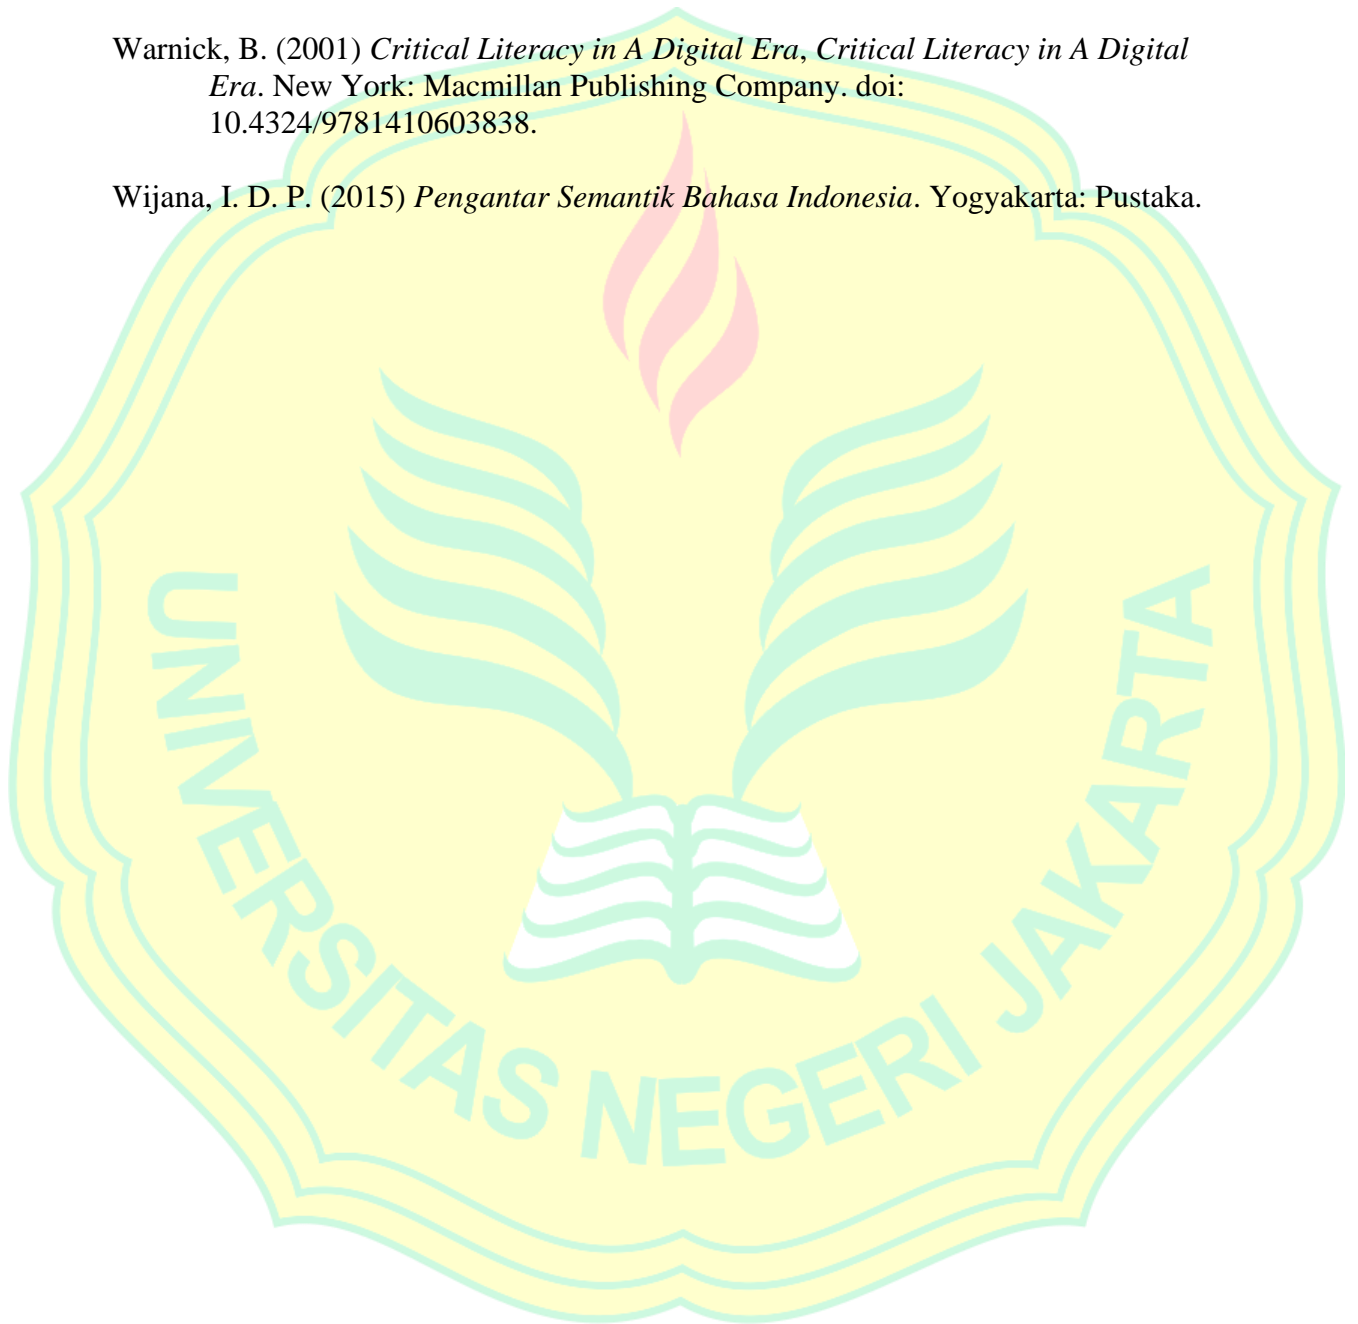 Warnick, B. (2001) Critical Literacy in A Digital Era, Critical Literacy in A Digital
Era. New York: Macmillan Publishing Company. doi:
10.4324/9781410603838.
Wijana, I. D. P. (2015) Pengantar Semantik Bahasa Indonesia. Yogyakarta: Pustaka.
UNIVERSITAS NEGERI JAKARTA